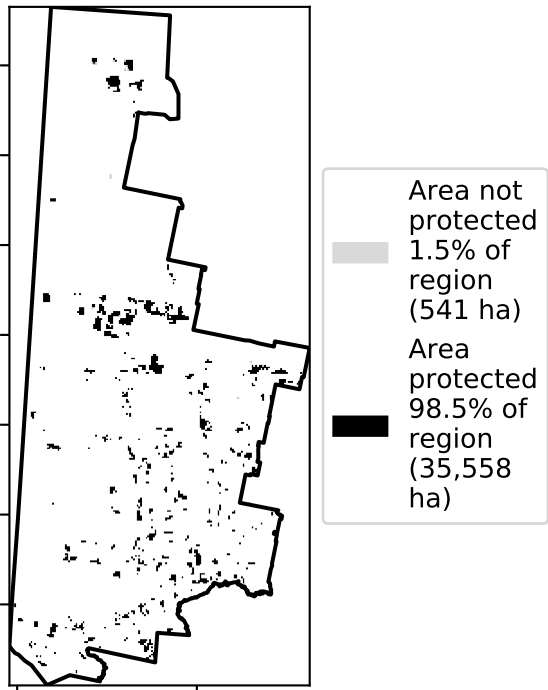 Area not
protected
1.5% of
region
(541 ha)
Area
protected
98.5% of
region
(35,558
ha)